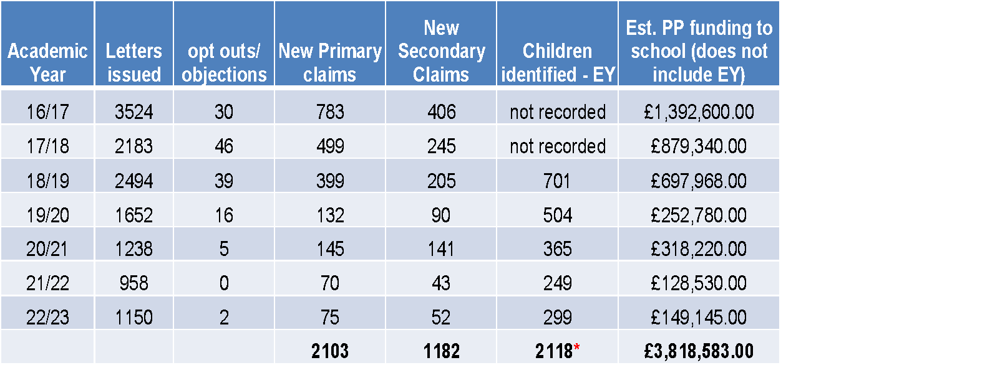 Academic Year Letters issued opt outs/ objections New Primary claims New Secondary Claims Children identified - EY Est. PP funding to school (does not include EY)
16/17 3524 30 783 406 not recorded £1,392,600.00
17/18 2183 46 499 245 not recorded £879,340.00
18/19 2494 39 399 205 701 £697,968.00
19/20 1652 16 132 90 504 £252,780.00
20/21 1238 5 145 141 365 £318,220.00
21/22 958 0 70 43 249 £128,530.00
22/23 1150 2 75 52 299 £149,145.00
2103 1182 2118* £3,818,583.00